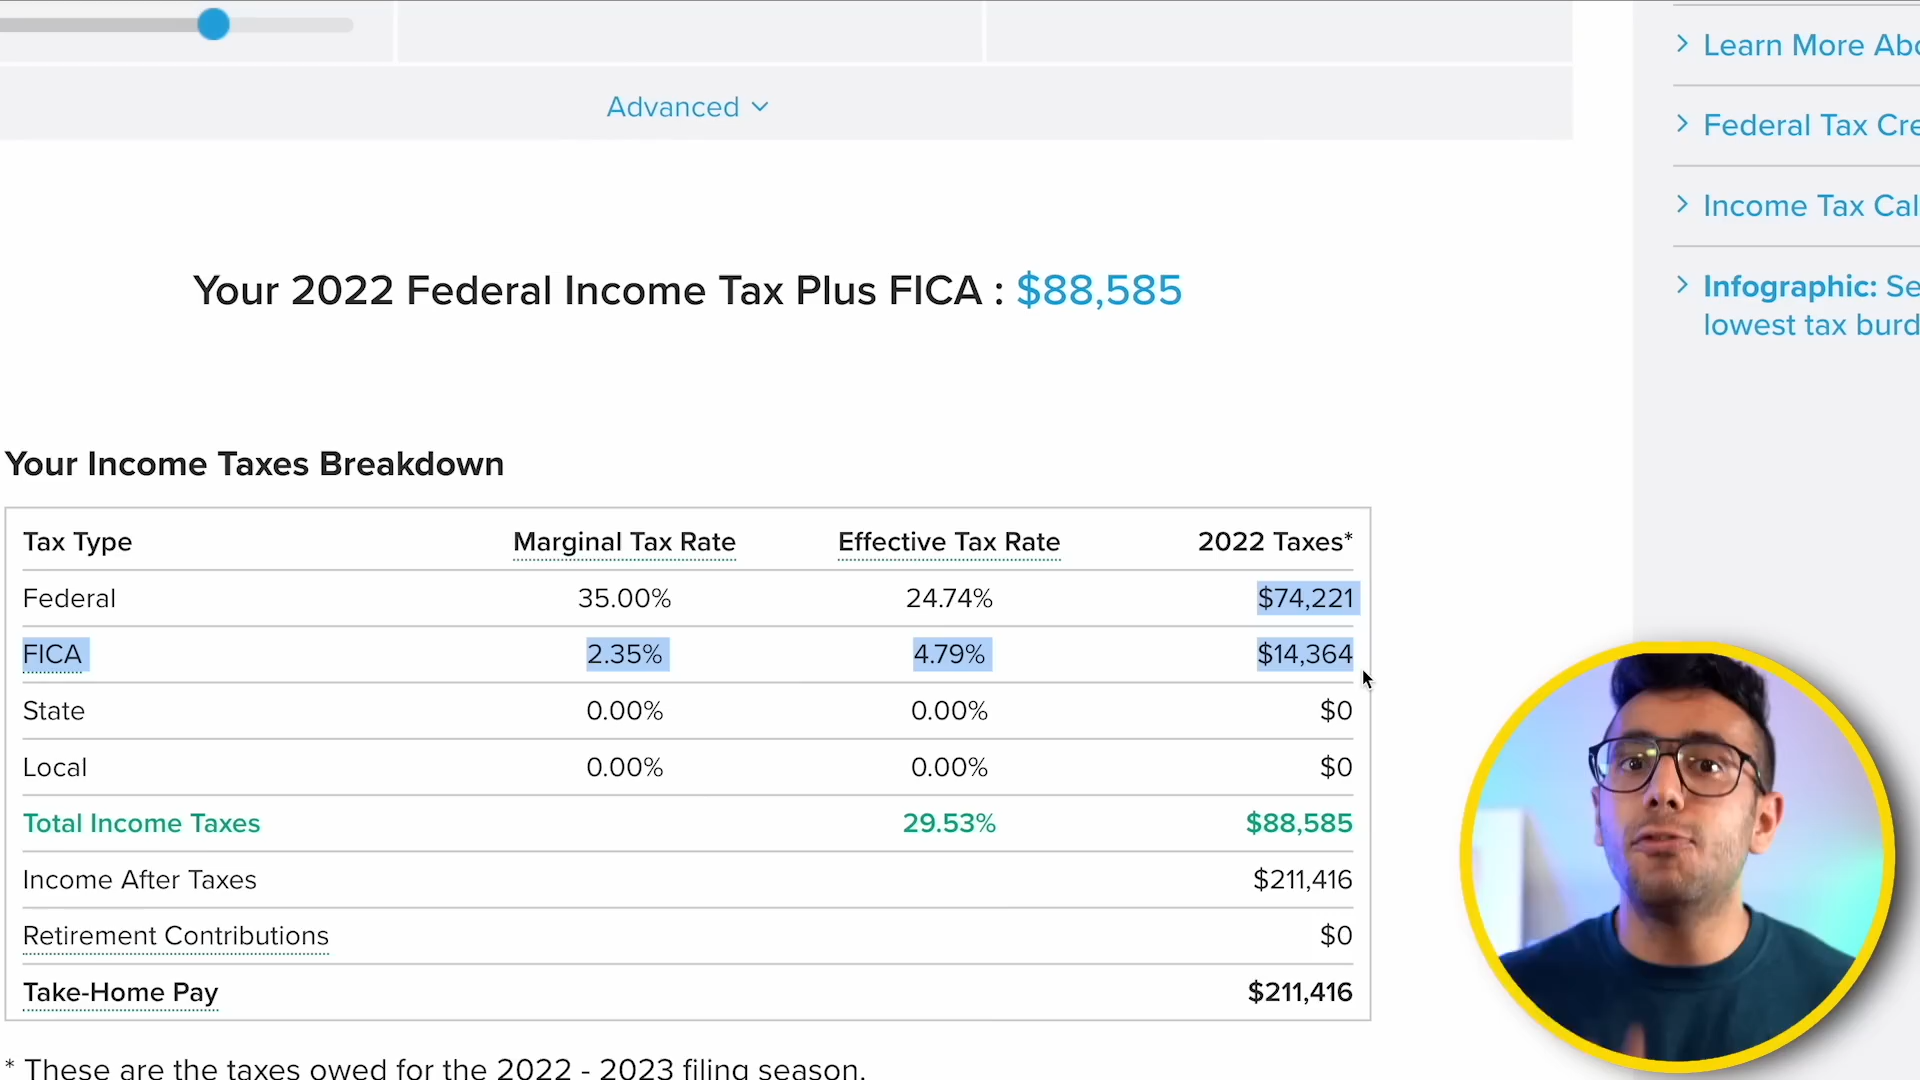 Advanced
Learn More Abo
Federal Tax Cre
Income Tax Cal
Infographic: Se
lowest tax burd
Your 2022 Federal Income Tax Plus FICA : $88,585
Your Income Taxes Breakdown
Tax Type Marginal Tax Rate Effective Tax Rate 2022 Taxes*
Federal 35.00% 24.74% $74,221
FICA 2.35% 4.79% $14,364
State 0.00% 0.00% $0
Local 0.00% 0.00% $0
Total Income Taxes 29.53% $88,585
Income After Taxes $211,416
Retirement Contributions $0
Take-Home Pay $211,416
* These are the taxes owed for the 2022 - 2023 filing season.